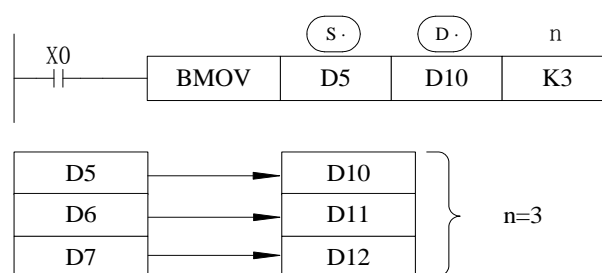 S· D· n
X0
BMOV D5 D10 K3
D5 D10
D6 D11 n=3
D7 D12